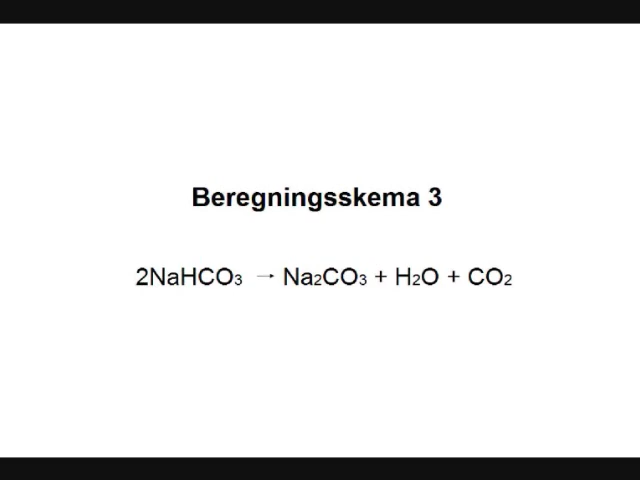 Beregningsskema 3
2NaHCO₃ → Na₂CO₃ + H₂O + CO₂